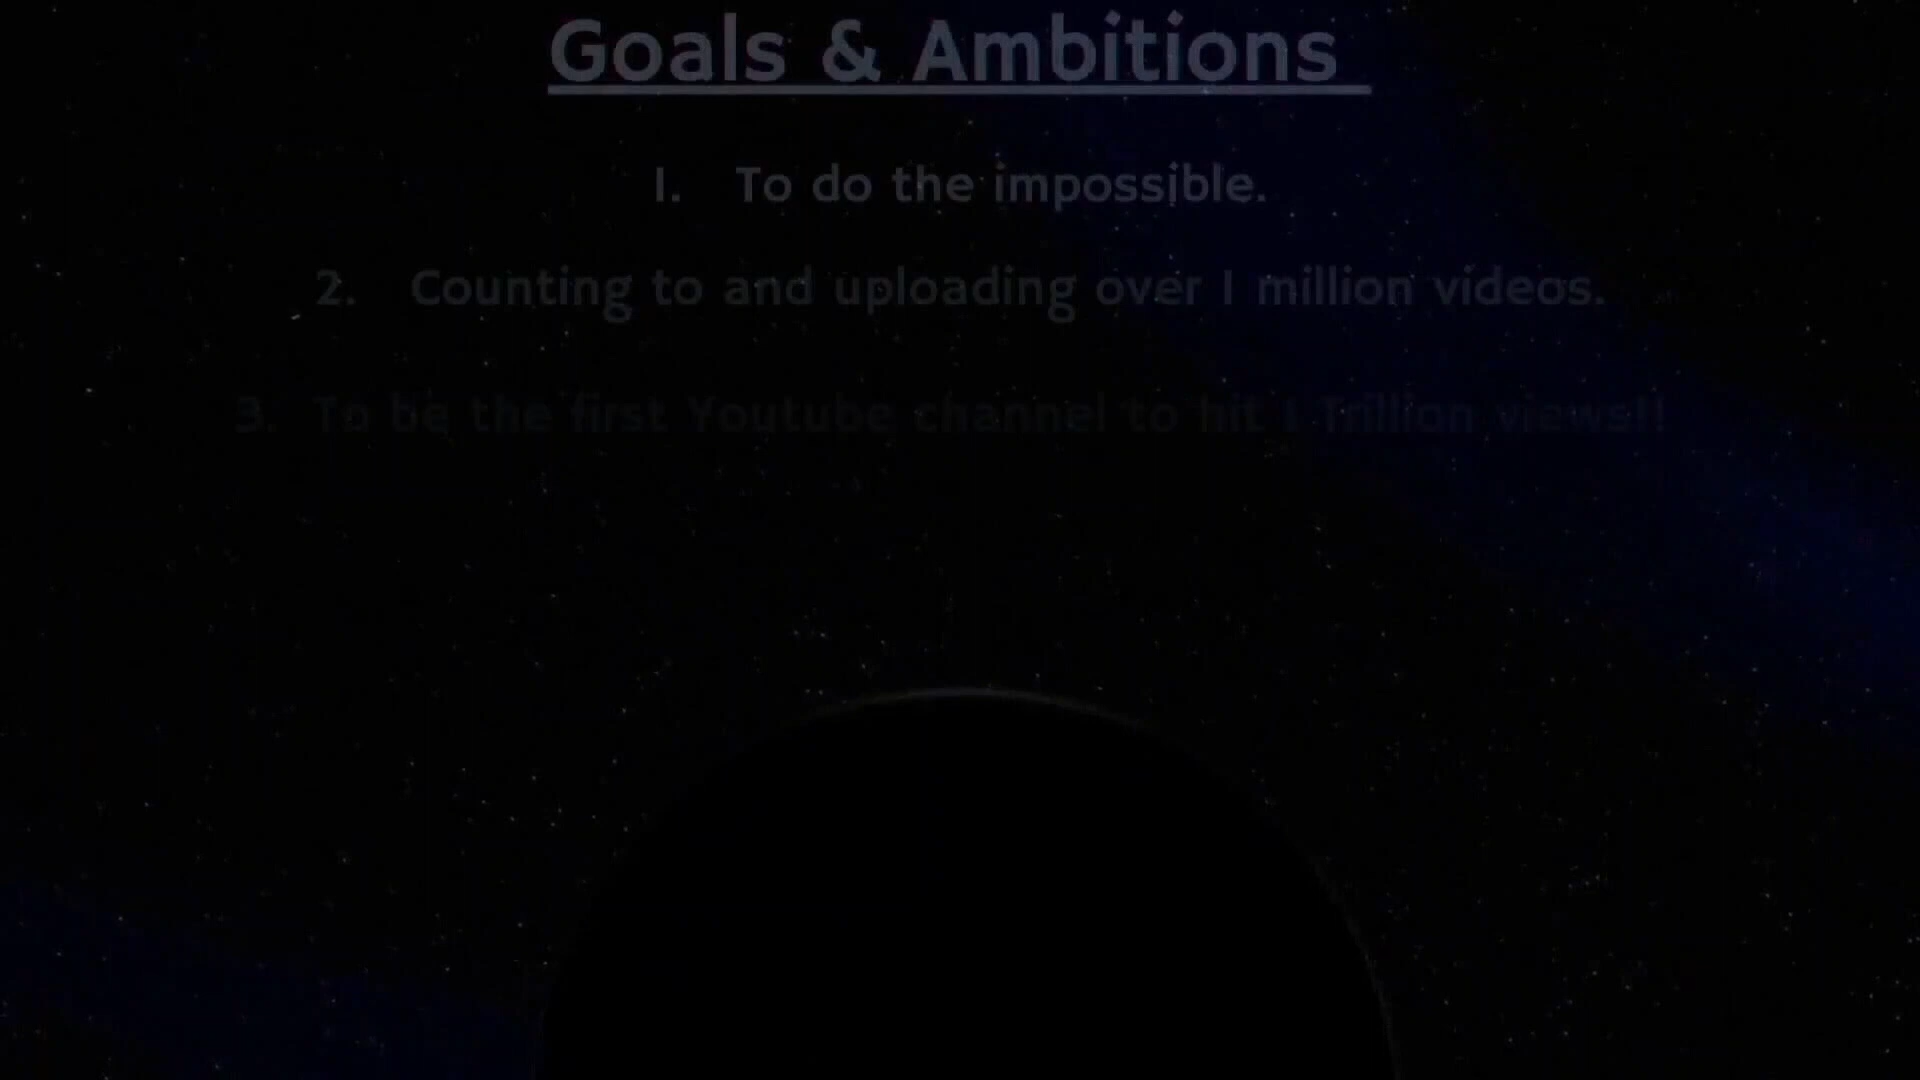 Goals & Ambitions
1. To do the impossible.
2. Counting to and uploading over 1 million videos.
3. To be the first Youtube channel to hit 1 Trillion views!!